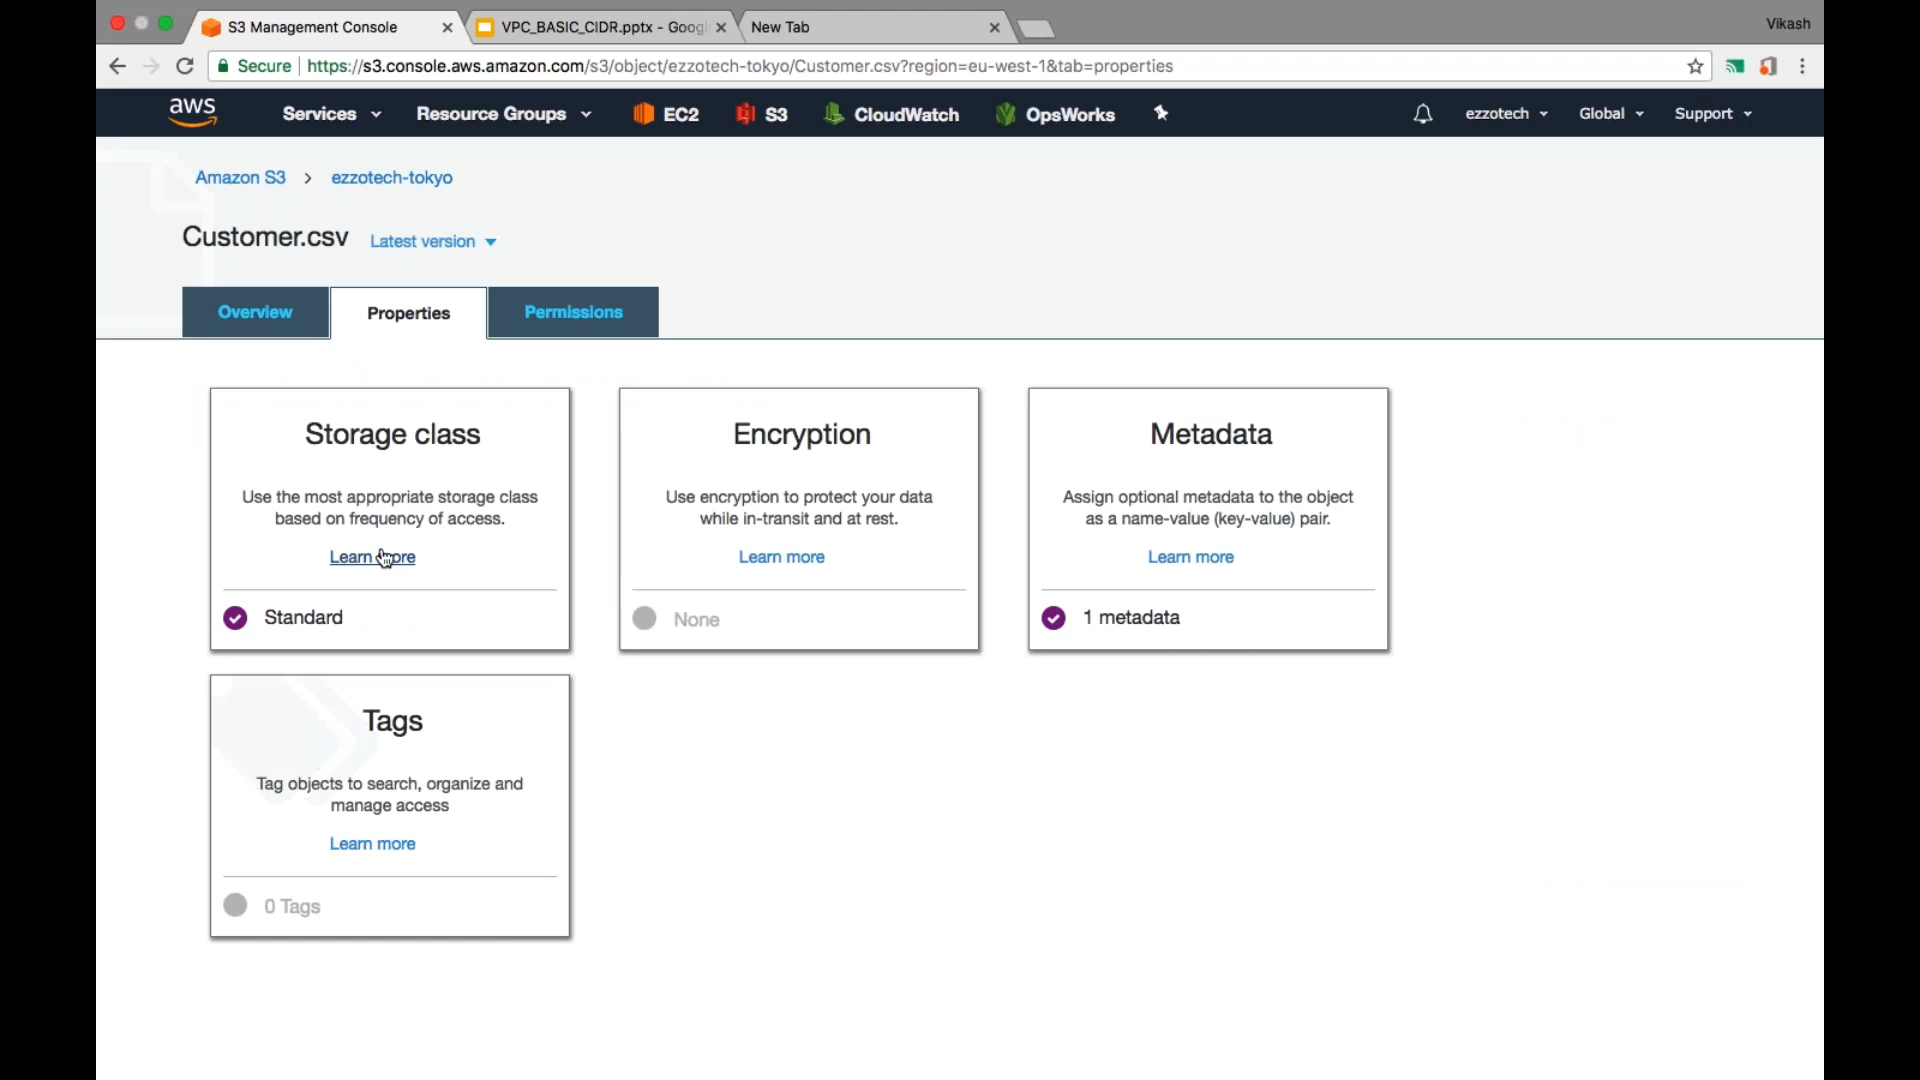 S3 Management Console
VPC_BASIC_CIDR.pptx - Goog
New Tab
Vikash
Secure https://s3.console.aws.amazon.com/s3/object/ezzotech-tokyo/Customer.csv?region=eu-west-1&tab=properties
aws Services Resource Groups EC2 S3 CloudWatch OpsWorks ezzotech Global Support
Amazon S3 > ezzotech-tokyo
Customer.csv Latest version
Overview Properties Permissions
Storage class
Use the most appropriate storage class
based on frequency of access.
Learn more
Standard
Encryption
Use encryption to protect your data
while in-transit and at rest.
Learn more
None
Metadata
Assign optional metadata to the object
as a name-value (key-value) pair.
Learn more
1 metadata
Tags
Tag objects to search, organize and
manage access
Learn more
0 Tags